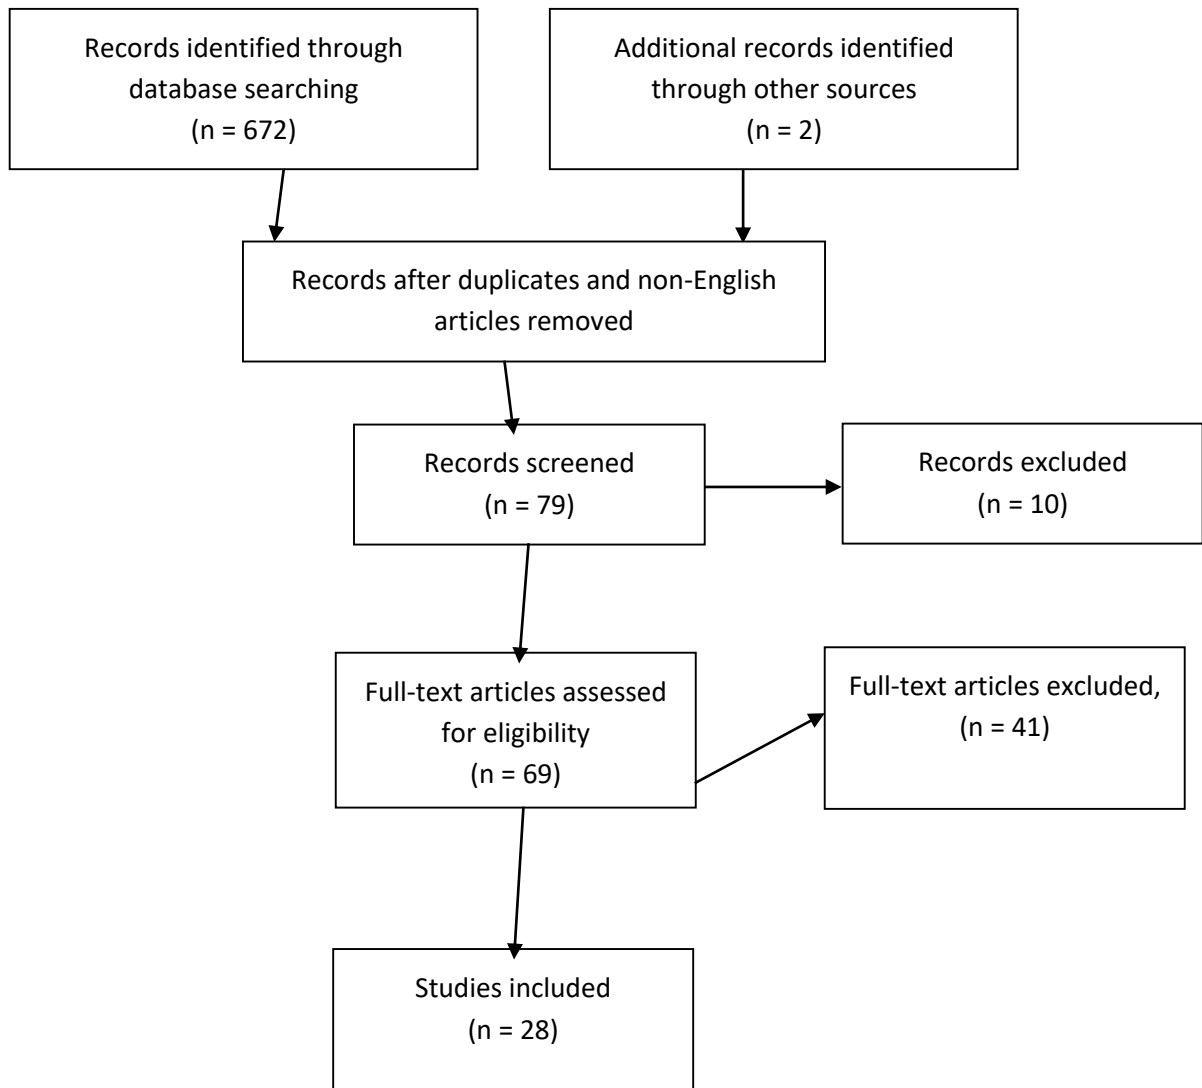 Records identified through
database searching
(n = 672)
Additional records identified
through other sources
(n = 2)
Records after duplicates and non-English
articles removed
Records screened
(n = 79)
Records excluded
(n = 10)
Full-text articles assessed
for eligibility
(n = 69)
Full-text articles excluded,
(n = 41)
Studies included
(n = 28)